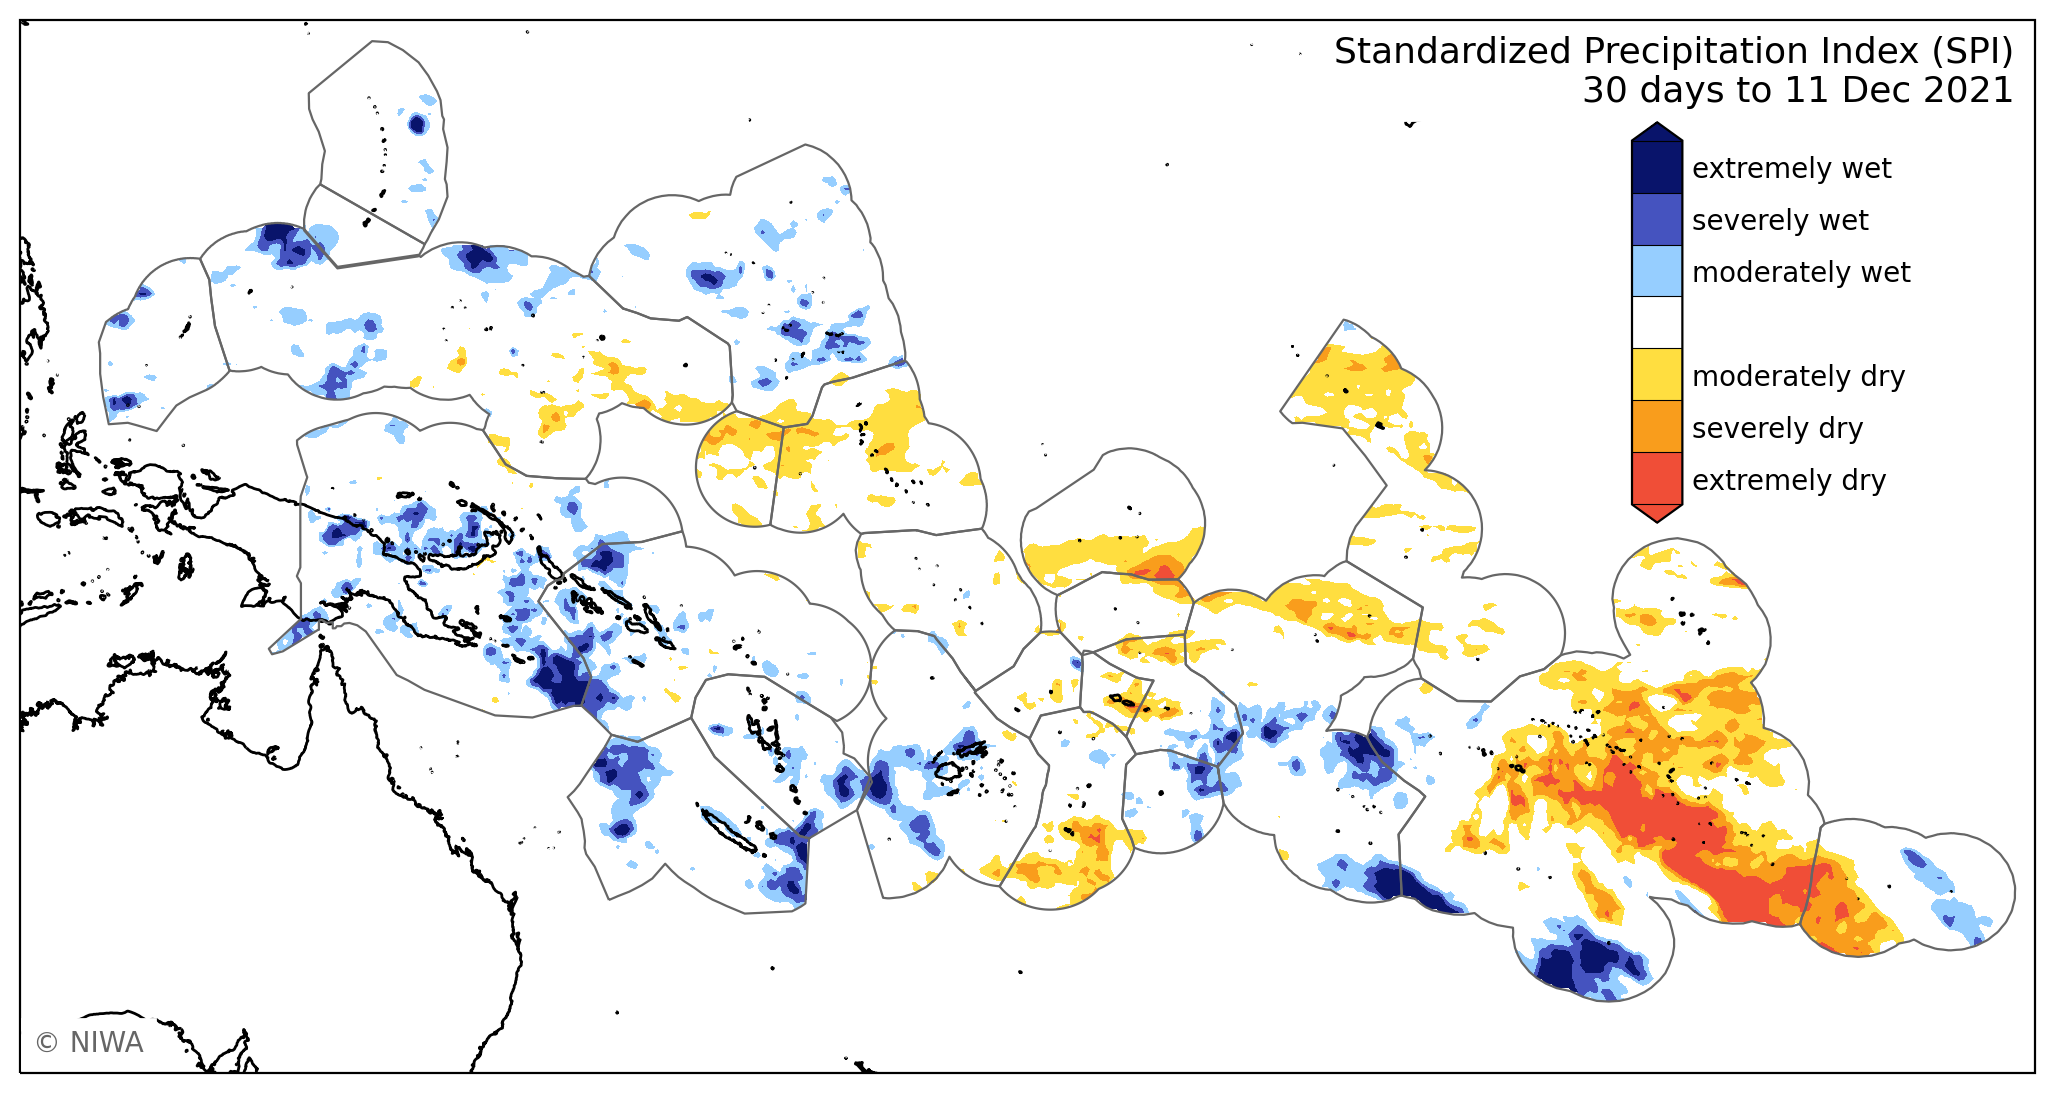 Standardized Precipitation Index (SPI)
30 days to 11 Dec 2021
extremely wet
severely wet
moderately wet
moderately dry
severely dry
extremely dry
© NIWA